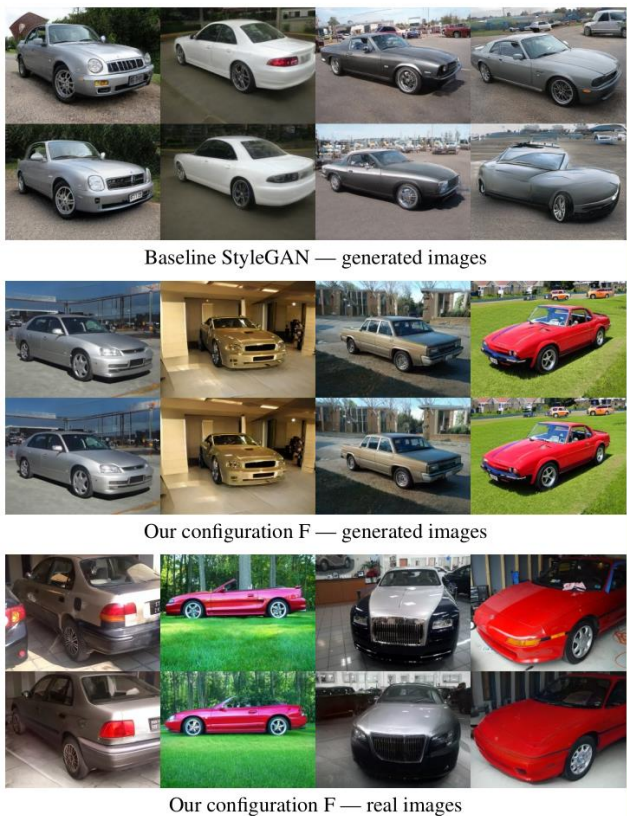 Baseline StyleGAN — generated images
Our configuration F — generated images
Our configuration F — real images